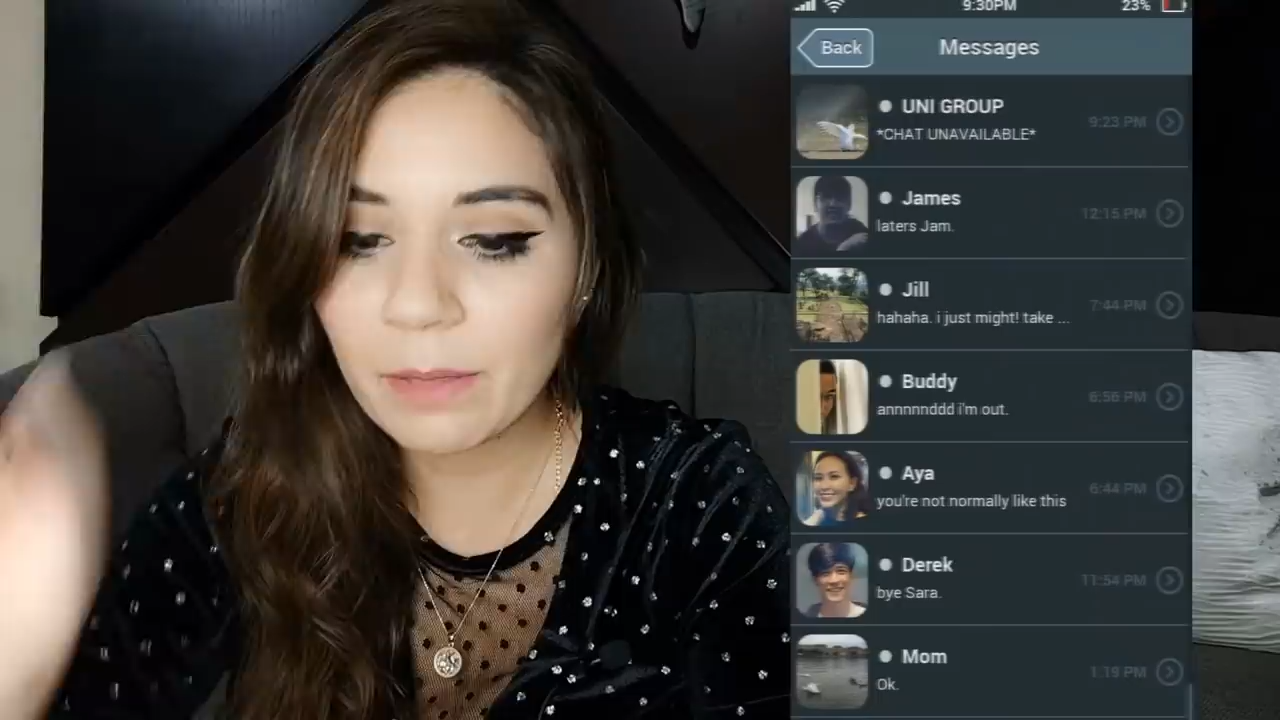 9:30PM
23%
Back
Messages
UNI GROUP
9:23 PM
*CHAT UNAVAILABLE*
James
12:15 PM
laters Jam.
Jill
7:44 PM
hahaha. i just might! take ...
Buddy
6:56 PM
annnnnddd i'm out.
Aya
6:44 PM
you're not normally like this
Derek
11:54 PM
bye Sara.
Mom
1:19 PM
Ok.